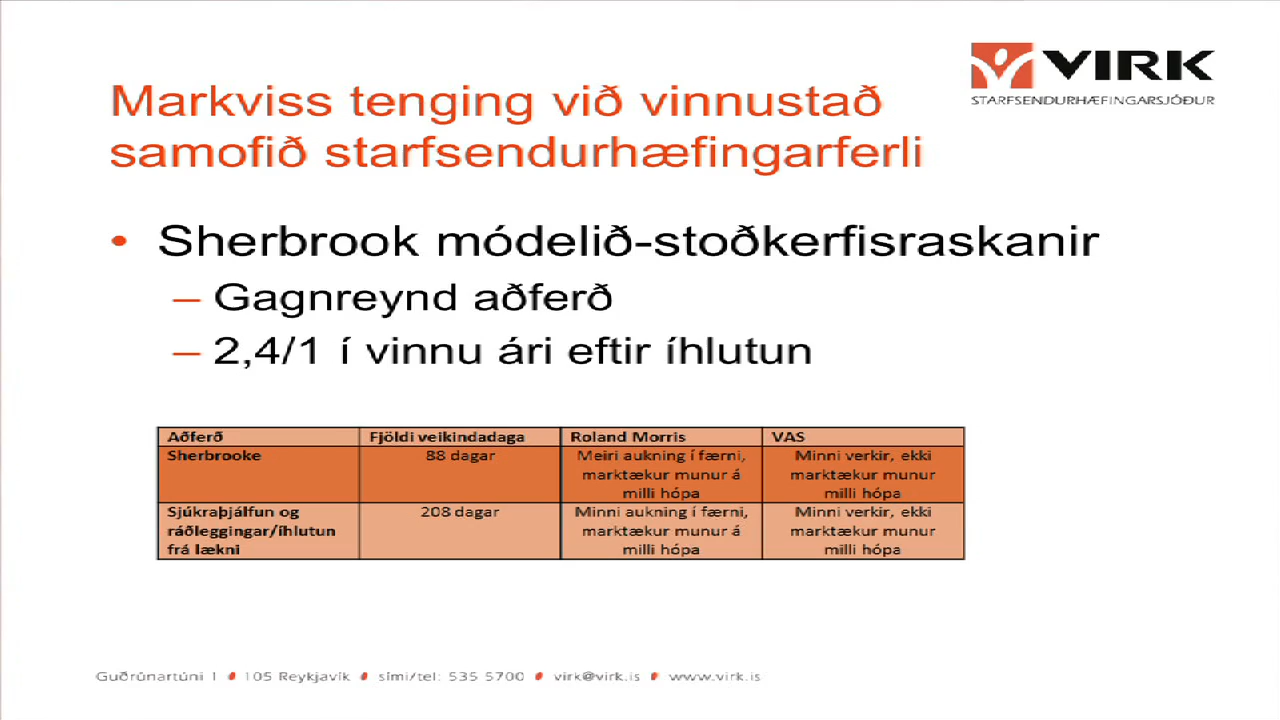 VIRK
STARFSENDURHÆFINGARSJÓÐUR
Markviss tenging við vinnustað
samofið starfsendurhæfingarferli
• Sherbrook módelið-stoðkerfisraskanir
– Gagnreynd aðferð
– 2,4/1 í vinnu ári eftir íhlutun
Aðferð Fjöldi veikindadaga Roland Morris VAS
Sherbrooke 88 dagar Meiri aukning í færni, Minni verkir, ekki
marktækur munur á marktækur munur
milli hópa milli hópa
Sjúkraþjálfun og 208 dagar Minni aukning í færni, Minni verkir, ekki
ráðleggingar/íhlutun marktækur munur á marktækur munur
frá lækni milli hópa milli hópa
Guðrúnartúni 1 105 Reykjavík sími/tel: 535 5700 virk@virk.is www.virk.is